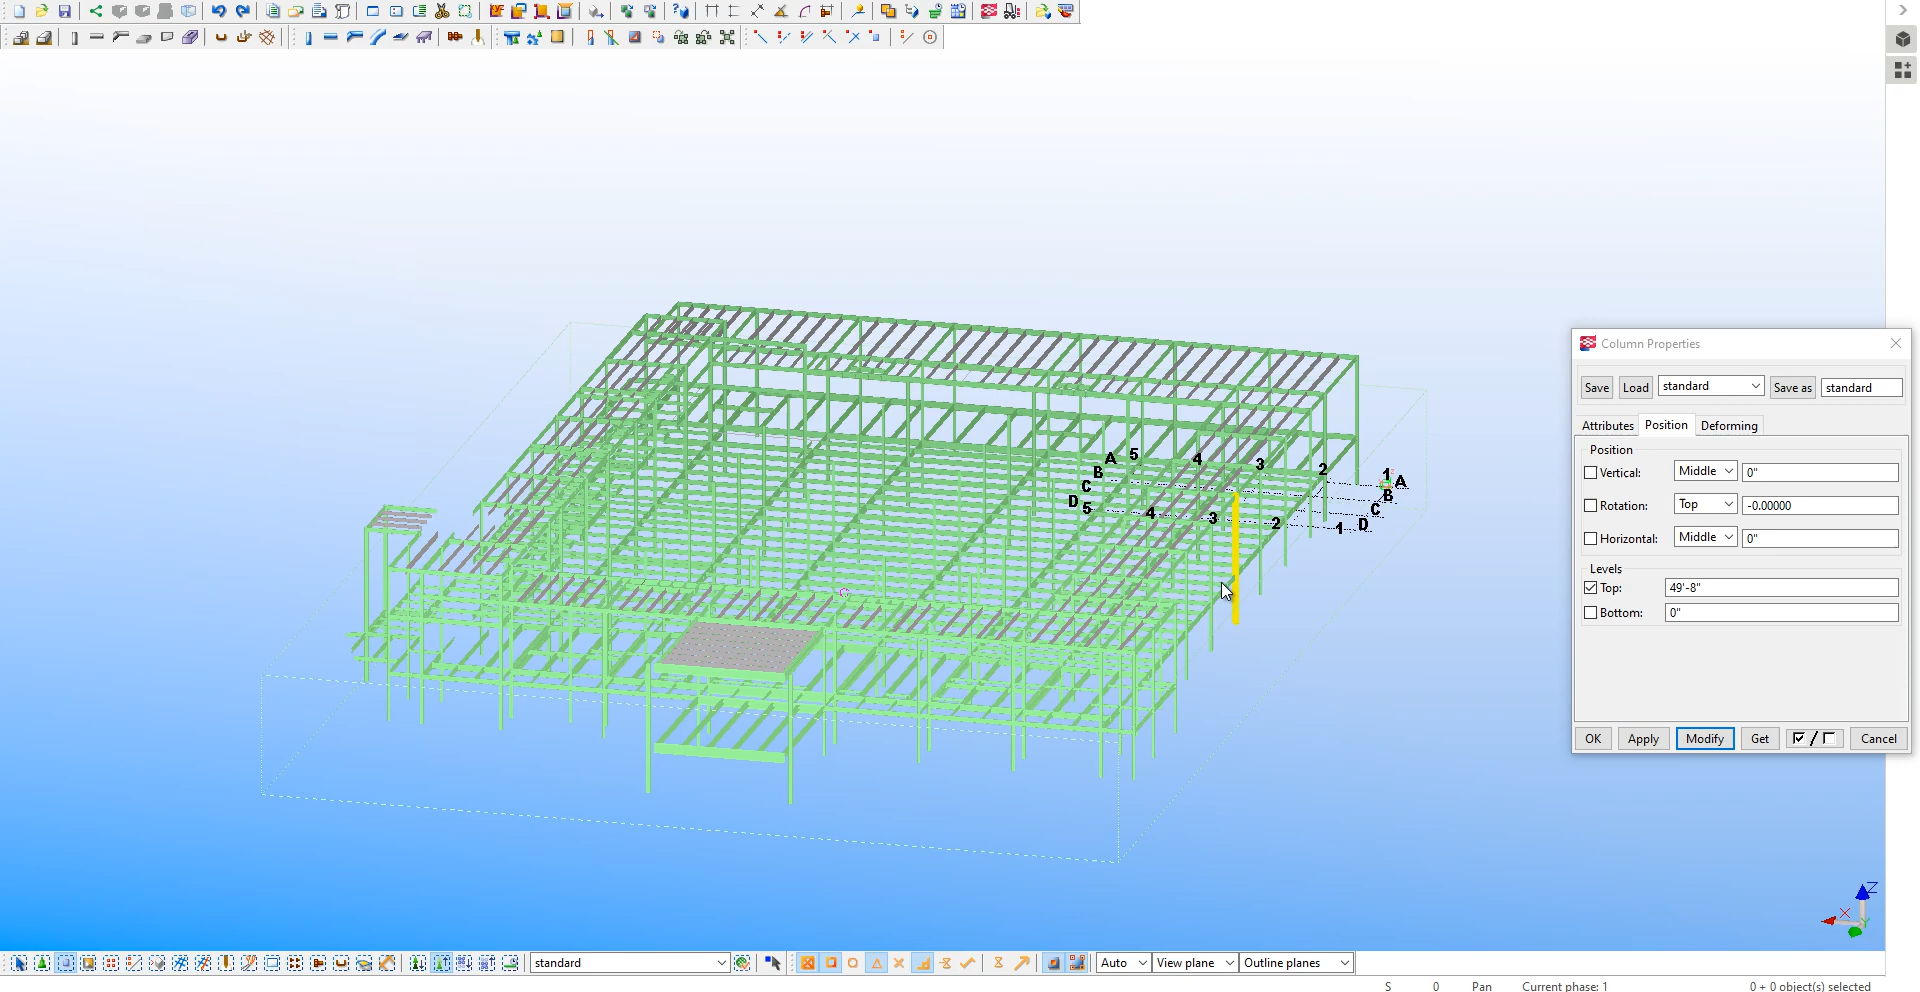 Column Properties
Save Load standard Save as standard
Attributes Position Deforming
Position
Vertical: Middle 0"
Rotation: Top -0.00000
Horizontal: Middle 0"
Levels
Top: 49'-8"
Bottom: 0"
OK Apply Modify Get / Cancel
A 5 4 3 2 1 A
B B
C C
D 5 4 3 2 1 D
Z
X
Y
standard Auto View plane Outline planes
S 0 Pan Current phase: 1 0 + 0 object(s) selected